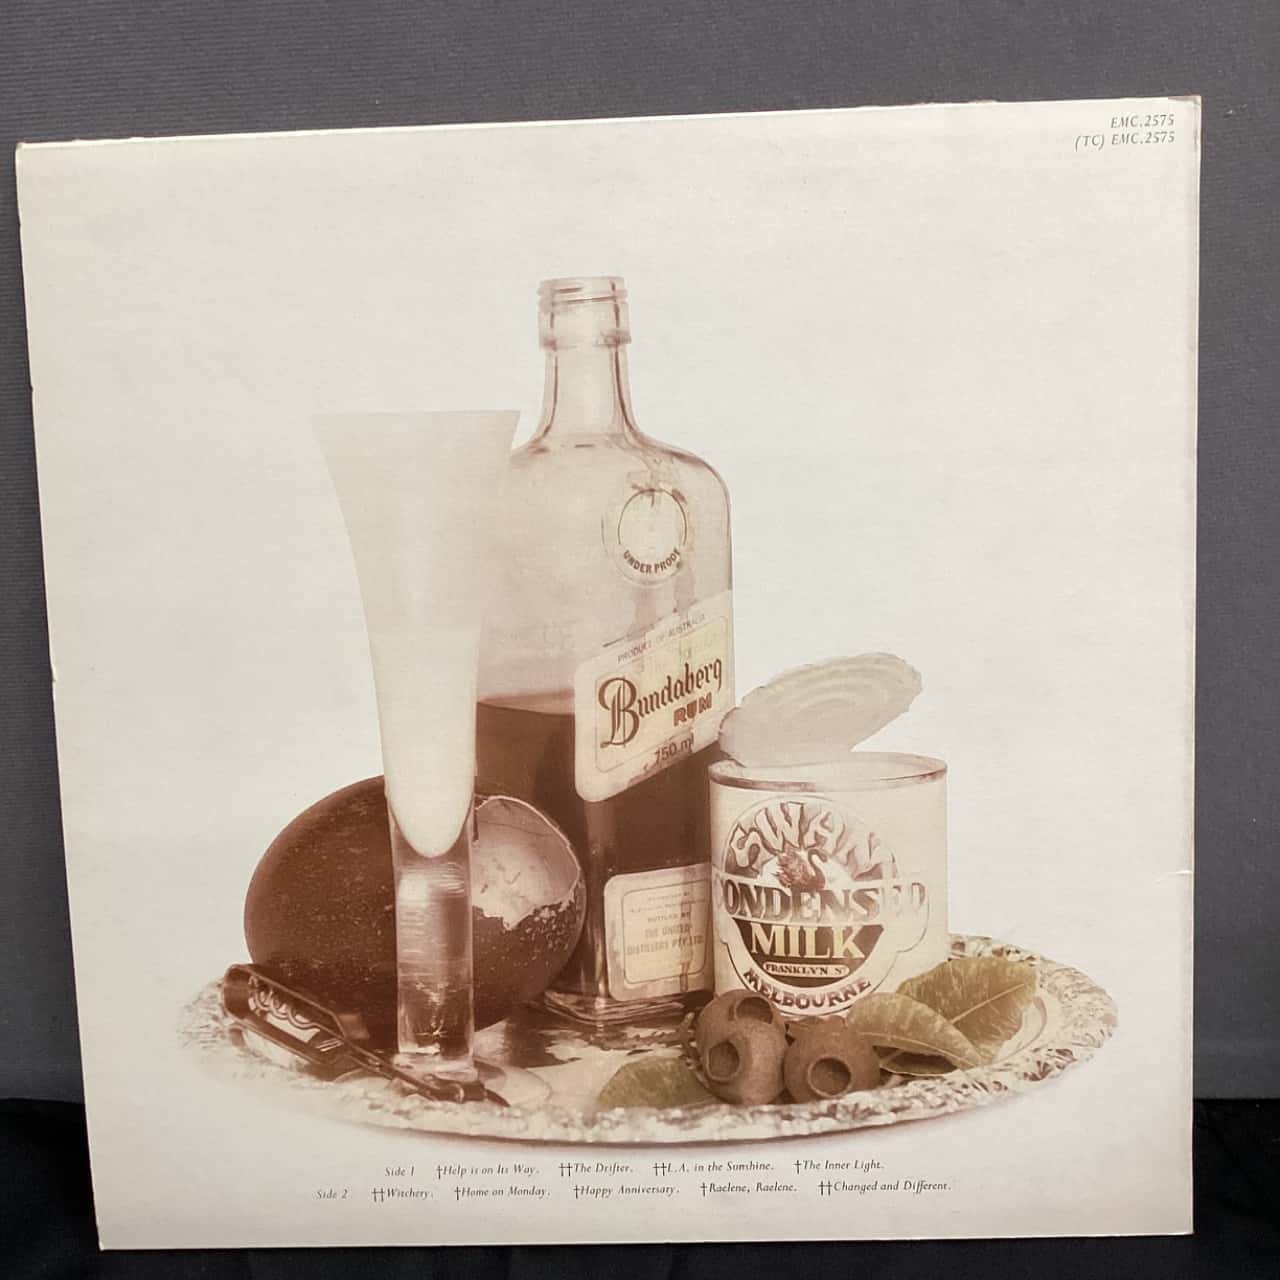 EMC.2575
(TC) EMC.2575
UNDER PROOF
PRODUCT OF AUSTRALIA
Bundaberg
RUM
750 ml
SWAN
CONDENSED
MILK
FRANKLYN ST
MELBOURNE
BOTTLED BY
THE UNITED
DISTILLERS PTY. LTD.
Side 1 †Help is on Its Way. ††The Drifter. ††L.A. in the Sunshine. †The Inner Light.
Side 2 ††Witchery. †Home on Monday. †Happy Anniversary. †Raelene, Raelene. ††Changed and Different.